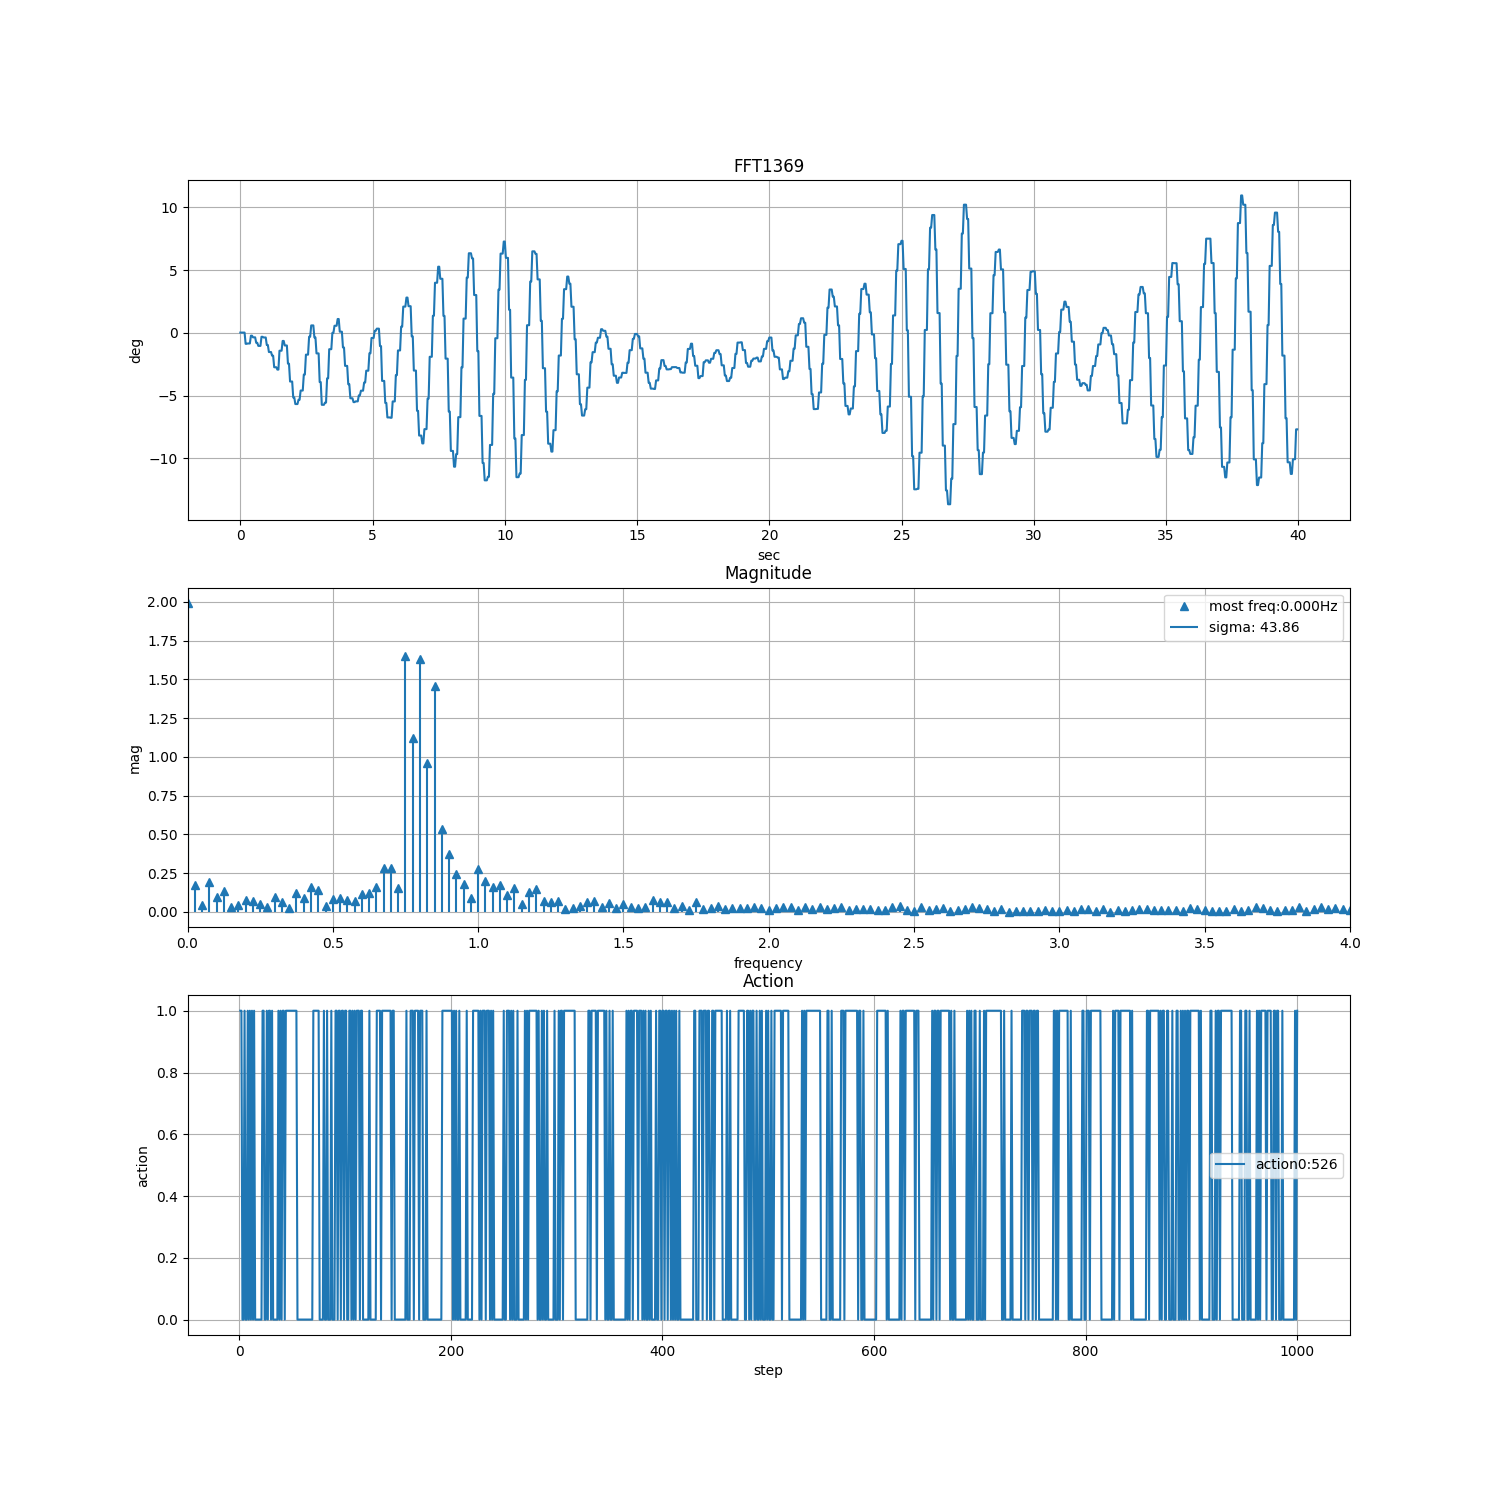 FFT1369
10
5
0
−5
−10
deg
0 5 10 15 20 25 30 35 40
sec
Magnitude
2.00
1.75
1.50
1.25
1.00
0.75
0.50
0.25
0.00
mag
most freq:0.000Hz
sigma: 43.86
0.0 0.5 1.0 1.5 2.0 2.5 3.0 3.5 4.0
frequency
Action
1.0
0.8
0.6
0.4
0.2
0.0
action
action0:526
0 200 400 600 800 1000
step